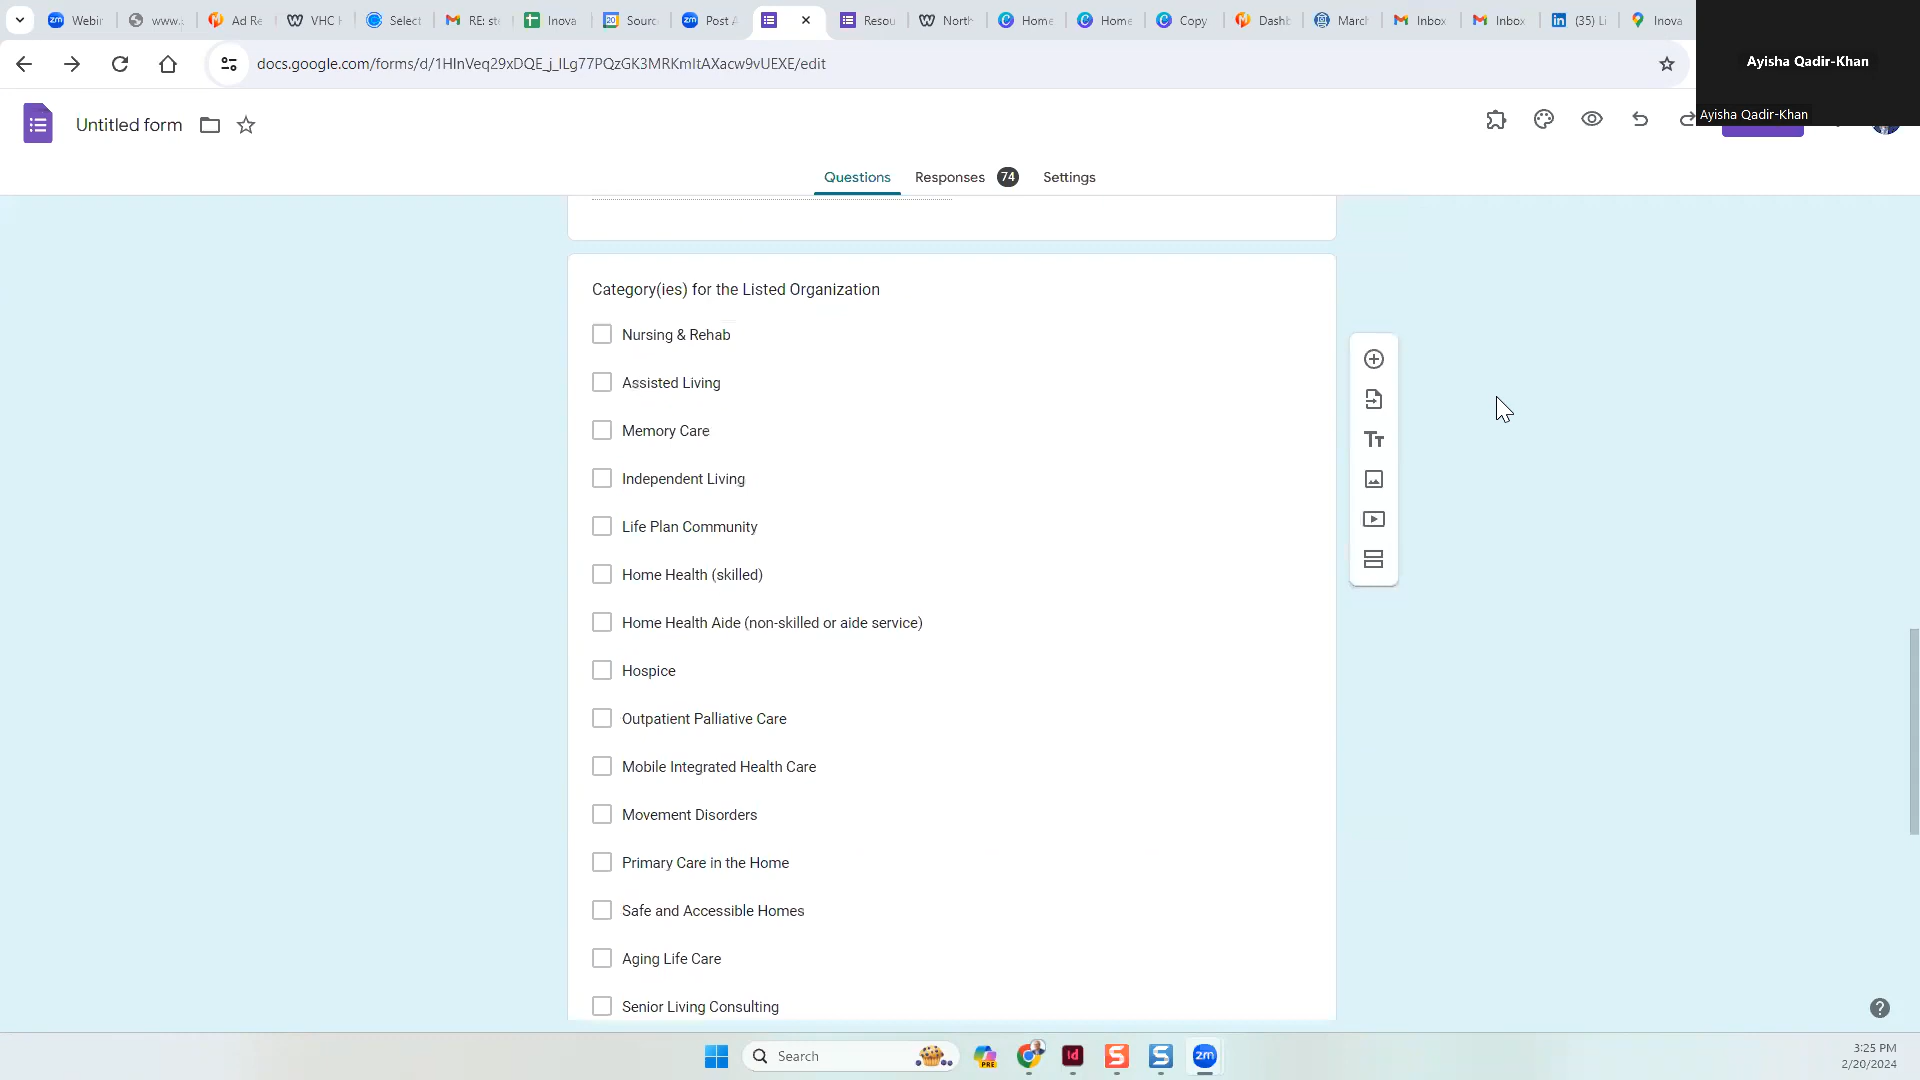 Webir
www.
Ad Re
VHC
Select
RE: st
Inova
Sourc
Post A
Resou
North
Home
Home
Copy
Dashb
March
Inbox
Inbox
(35) Li
Inova
docs.google.com/forms/d/1HInVeq29xDQE_j_lLg77PQzGK3MRKmltAXacw9vUEXE/edit
Ayisha Qadir-Khan
Ayisha Qadir-Khan
Untitled form
Questions
Responses 74
Settings
Category(ies) for the Listed Organization
Nursing & Rehab
Assisted Living
Memory Care
Independent Living
Life Plan Community
Home Health (skilled)
Home Health Aide (non-skilled or aide service)
Hospice
Outpatient Palliative Care
Mobile Integrated Health Care
Movement Disorders
Primary Care in the Home
Safe and Accessible Homes
Aging Life Care
Senior Living Consulting
Search
3:25 PM
2/20/2024